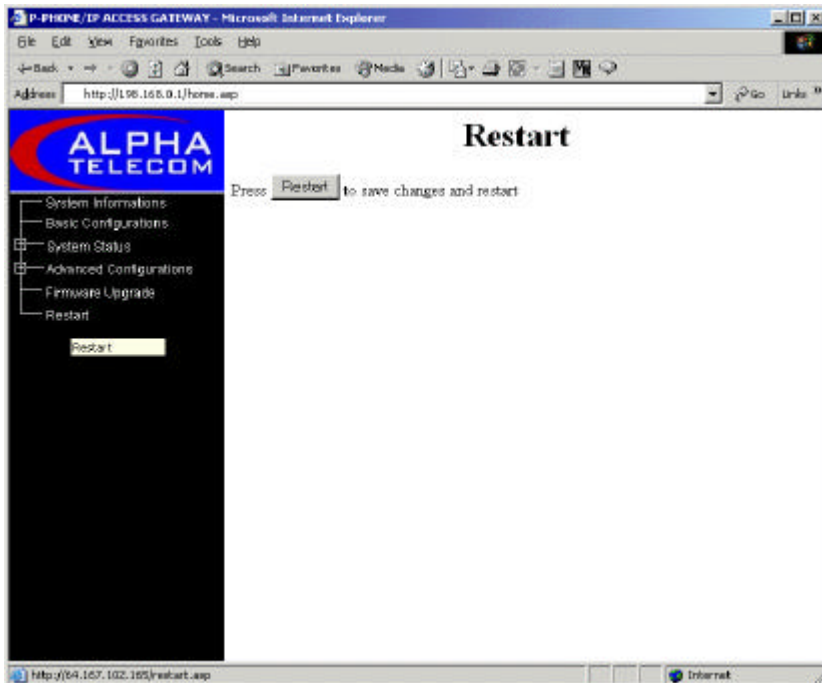 P-PHONE/IP ACCESS GATEWAY - Microsoft Internet Explorer
File Edit View Favorites Tools Help
Back Search Favorites Media
Address http://198.168.0.1/home.asp Go Links »
ALPHA
TELECOM
Restart
Press Restart to save changes and restart
System Informations
Basic Configurations
System Status
Advanced Configurations
Firmware Upgrade
Restart
Restart
http://64.167.102.165/restart.asp Internet